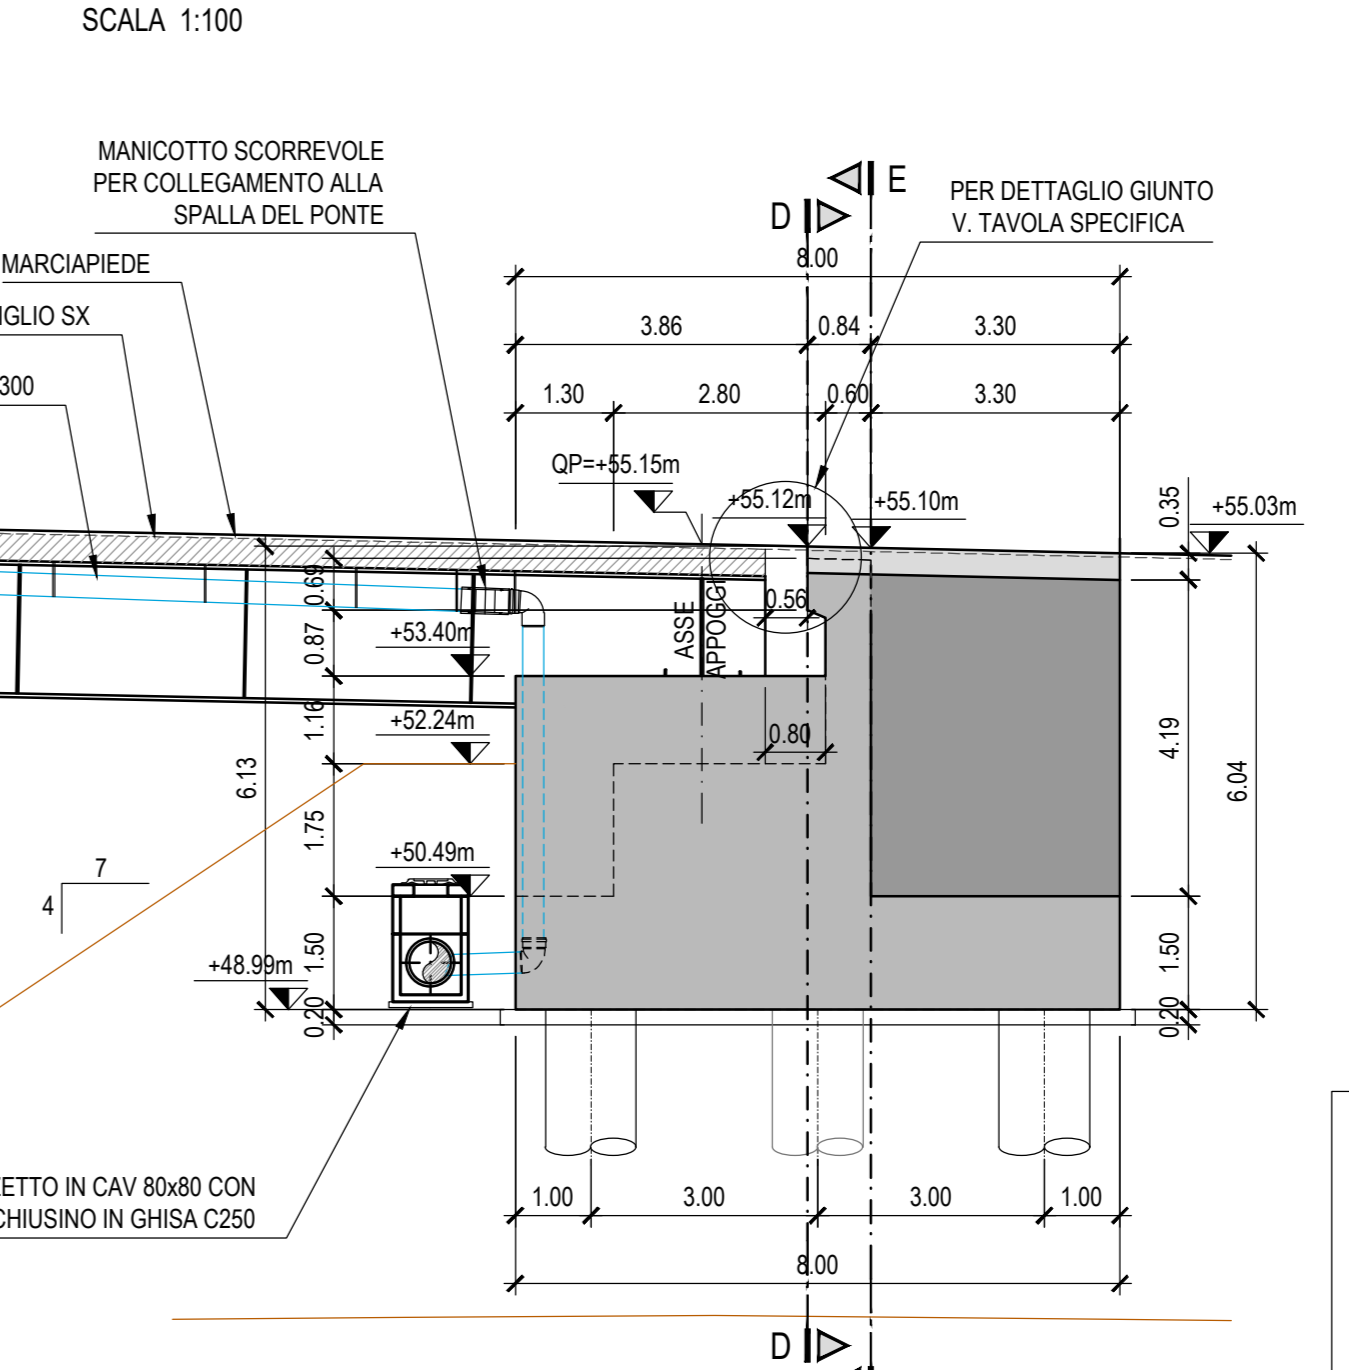 SCALA 1:100
MANICOTTO SCORREVOLE
PER COLLEGAMENTO ALLA
SPALLA DEL PONTE
MARCIAPIEDE
IGLIO SX
300
E
D
PER DETTAGLIO GIUNTO
V. TAVOLA SPECIFICA
8.00
3.86
0.84
3.30
1.30
2.80
0.60
3.30
QP=+55.15m
+55.12m
+55.10m
0.35
+55.03m
0.69
0.56
ASSE
APPOGGI
+53.40m
0.87
+52.24m
1.16
0.80
6.13
4.19
6.04
1.75
+50.49m
7
4
+48.99m
1.50
1.50
0.20
0.20
ETTO IN CAV 80x80 CON
CHIUSINO IN GHISA C250
1.00
3.00
3.00
1.00
8.00
D